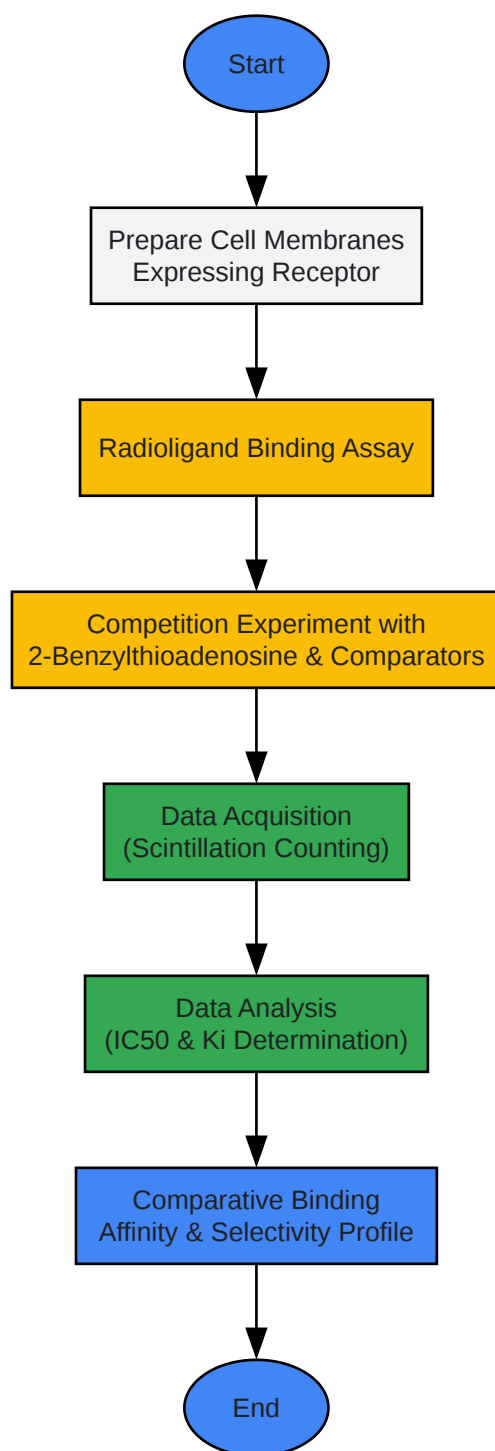 Start
Prepare Cell Membranes
Expressing Receptor
Radioligand Binding Assay
Competition Experiment with
2-Benzylthioadenosine & Comparators
Data Acquisition
(Scintillation Counting)
Data Analysis
(IC50 & Ki Determination)
Comparative Binding
Affinity & Selectivity Profile
End